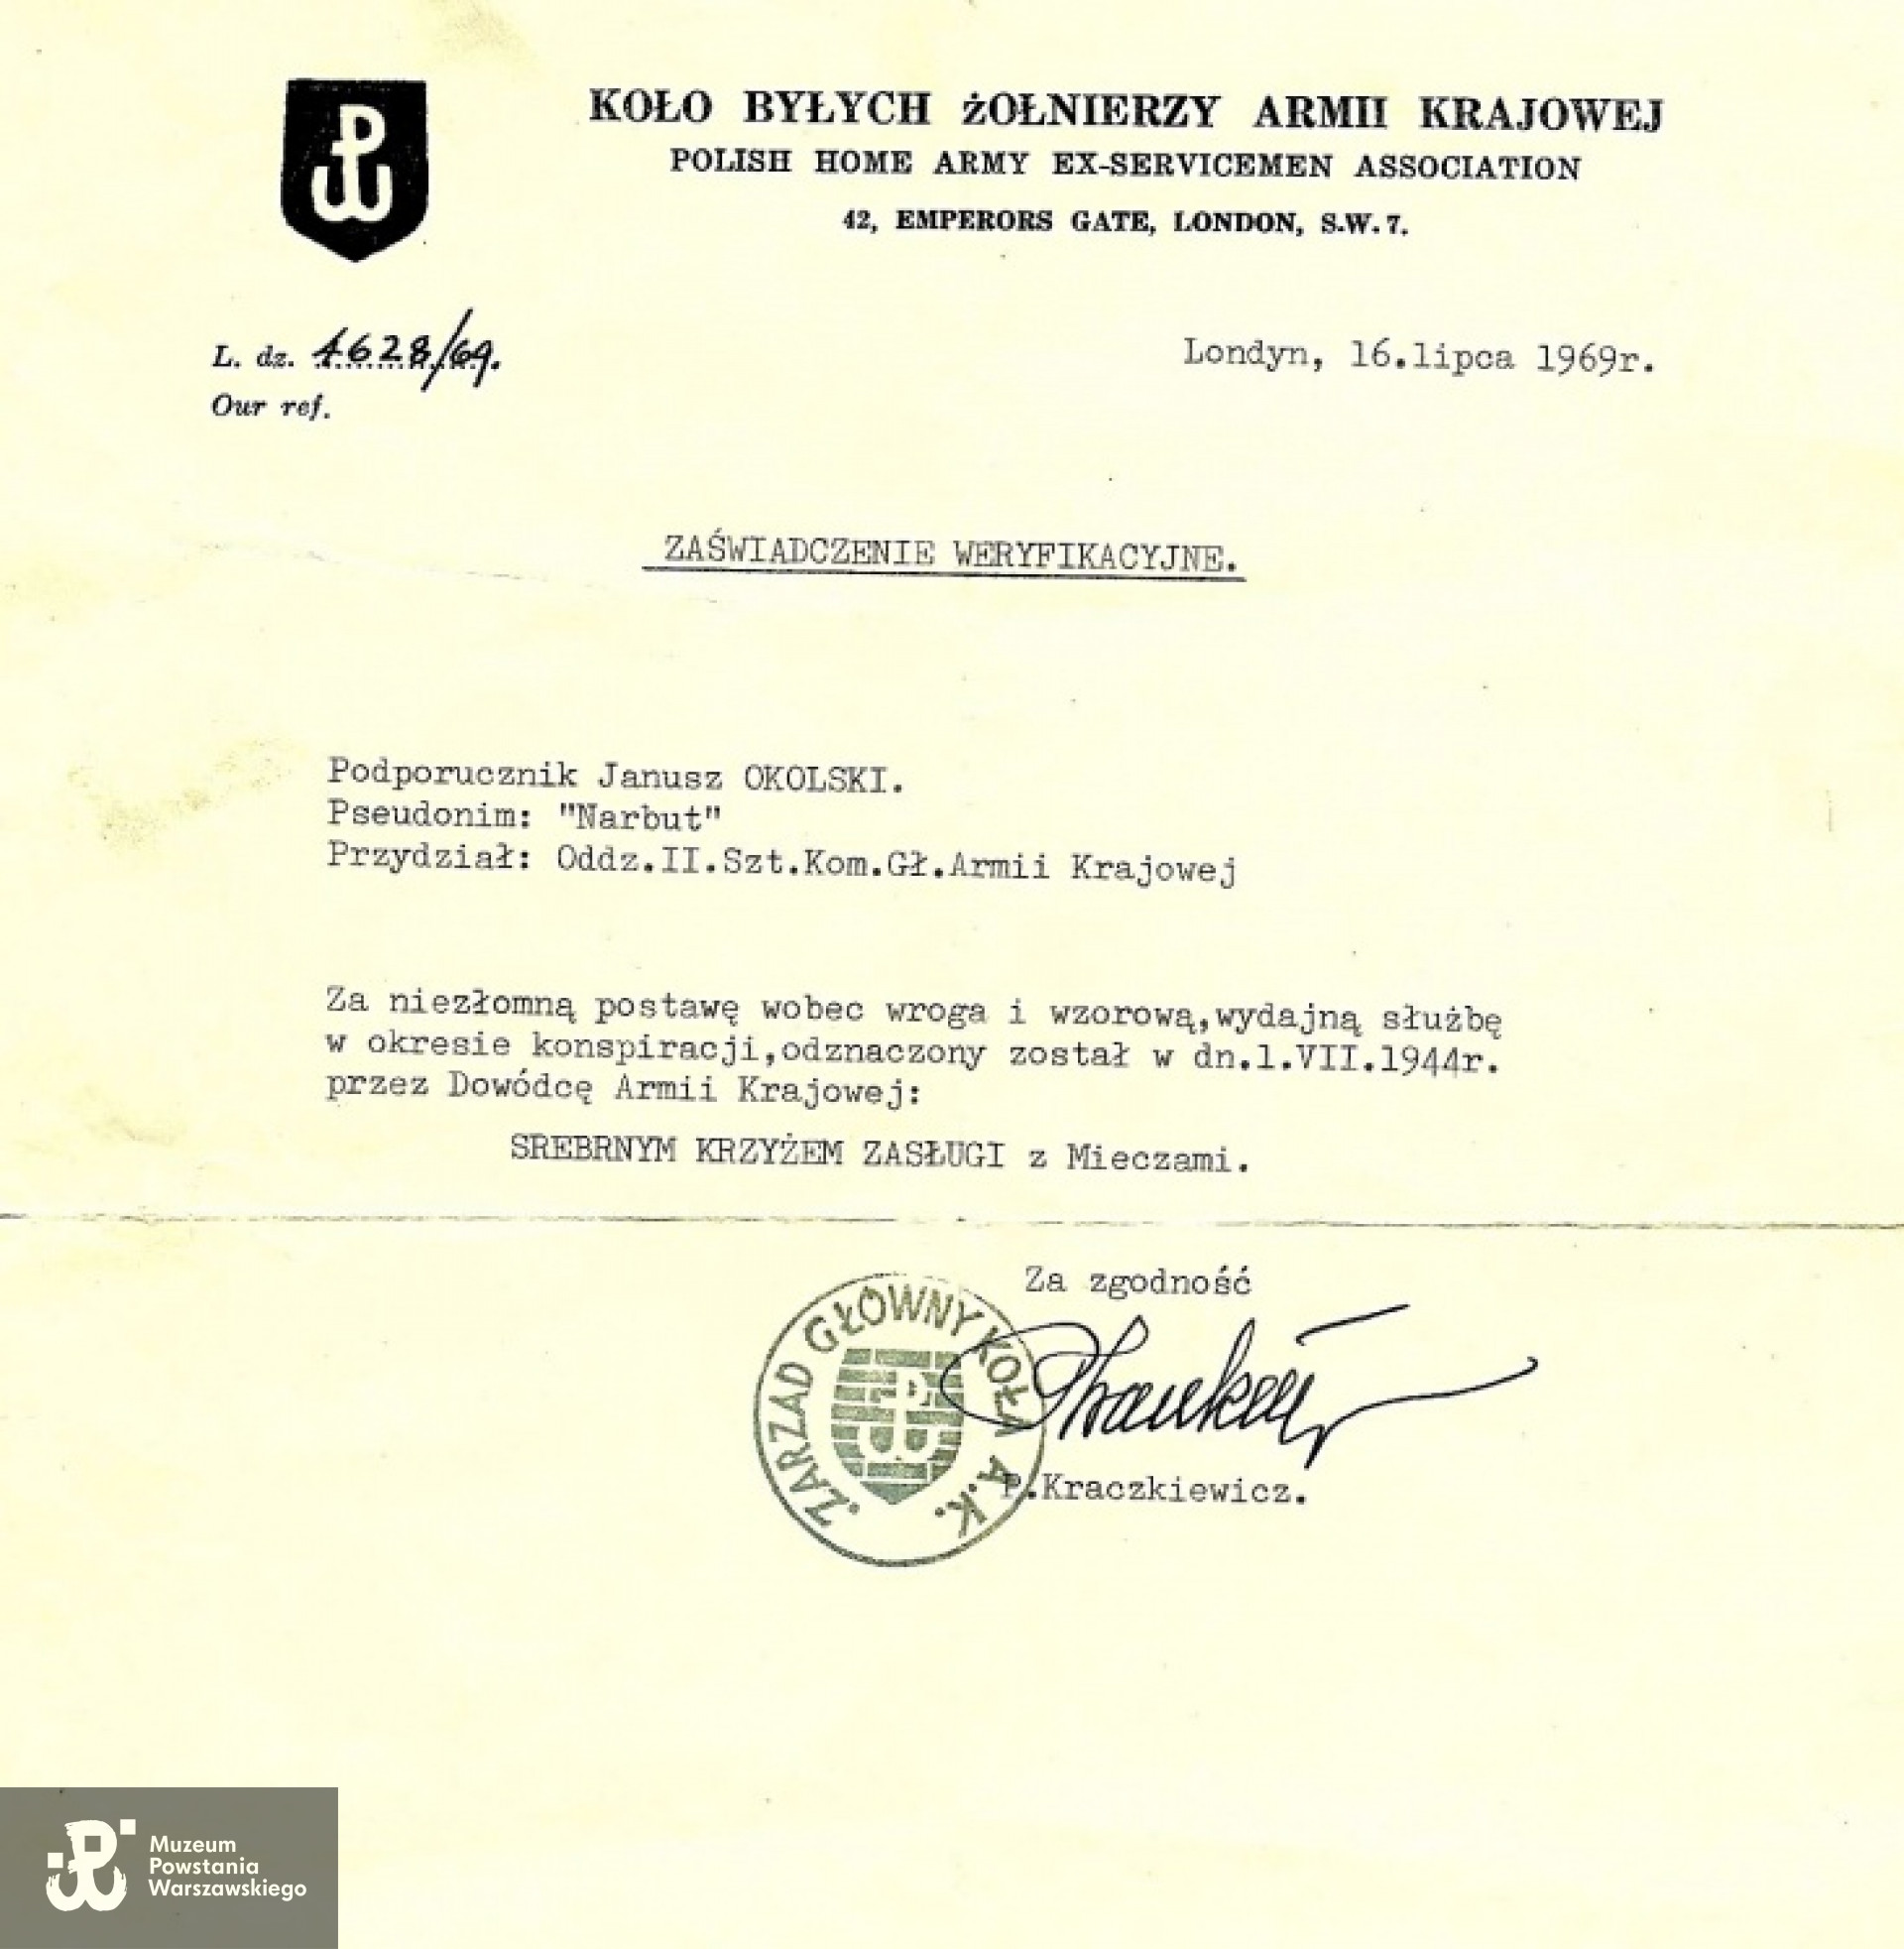 KOŁO BYŁYCH ŻOŁNIERZY ARMII KRAJOWEJ
POLISH HOME ARMY EX-SERVICEMEN ASSOCIATION
42, EMPERORS GATE, LONDON, S.W. 7.
L. dz. 4628/69.
Our ref.
Londyn, 16.lipca 1969r.
ZAŚWIADCZENIE WERYFIKACYJNE.
Podporucznik Janusz OKOLSKI.
Pseudonim: "Narbut"
Przydział: Oddz.II.Szt.Kom.Gł.Armii Krajowej
Za niezłomną postawę wobec wroga i wzorową,wydajną służbę
w okresie konspiracji,odznaczony został w dn.1.VII.1944r.
przez Dowódcę Armii Krajowej:
SREBRNYM KRZYŻEM ZASŁUGI z Mieczami.
Za zgodność
.ZARZAD GŁÓWNY KOŁA A.K.
P.Kraczkiewicz.
Muzeum
Powstania
Warszawskiego